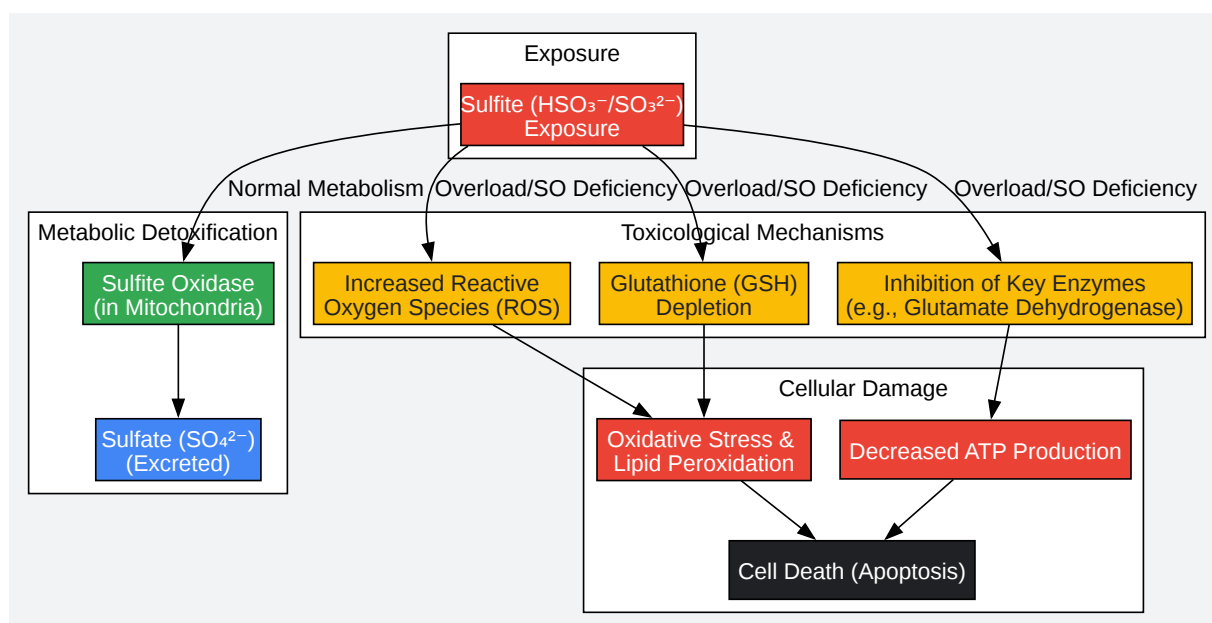 Exposure
Sulfite (HSO₃⁻/SO₃²⁻)
Exposure
Normal Metabolism
Overload/SO Deficiency
Overload/SO Deficiency
Overload/SO Deficiency
Metabolic Detoxification
Toxicological Mechanisms
Sulfite Oxidase
(in Mitochondria)
Increased Reactive
Oxygen Species (ROS)
Glutathione (GSH)
Depletion
Inhibition of Key Enzymes
(e.g., Glutamate Dehydrogenase)
Cellular Damage
Sulfate (SO₄²⁻)
(Excreted)
Oxidative Stress &
Lipid Peroxidation
Decreased ATP Production
Cell Death (Apoptosis)